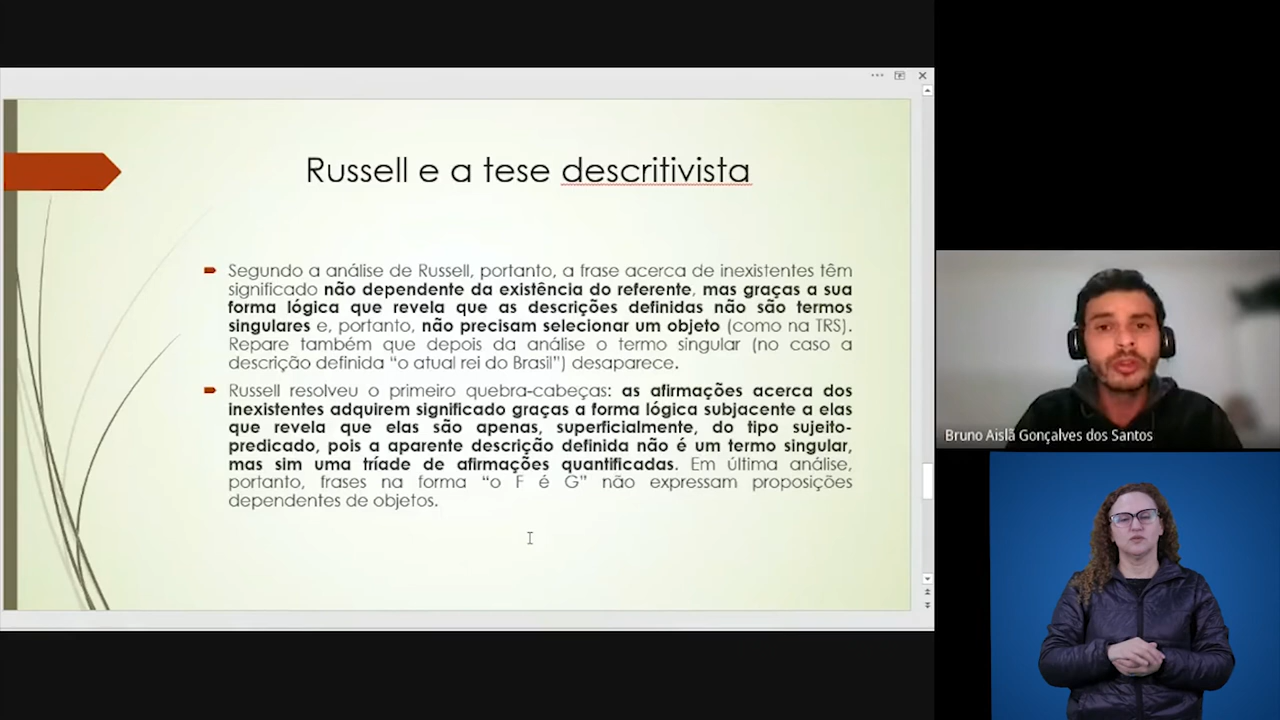 Russell e a tese descritivista
Segundo a análise de Russell, portanto, a frase acerca de inexistentes têm
significado não dependente da existência do referente, mas graças a sua
forma lógica que revela que as descrições definidas não são termos
singulares e, portanto, não precisam selecionar um objeto (como na TRS).
Repare também que depois da análise o termo singular (no caso a
descrição definida “o atual rei do Brasil”) desaparece.
Russell resolveu o primeiro quebra-cabeças: as afirmações acerca dos
inexistentes adquirem significado graças a forma lógica subjacente a elas
que revela que elas são apenas, superficialmente, do tipo sujeito-
predicado, pois a aparente descrição definida não é um termo singular,
mas sim uma tríade de afirmações quantificadas. Em última análise,
portanto, frases na forma “o F é G” não expressam proposições
dependentes de objetos.
Bruno Aislã Gonçalves dos Santos